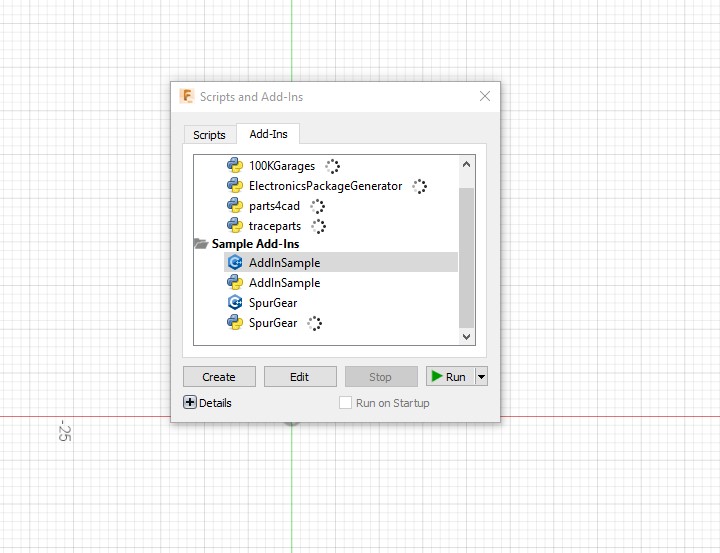 Scripts and Add-Ins
Scripts
Add-Ins
100KGarages
ElectronicsPackageGenerator
parts4cad
traceparts
Sample Add-Ins
AddInSample
AddInSample
SpurGear
SpurGear
Create
Edit
Stop
Run
Details
Run on Startup
-25